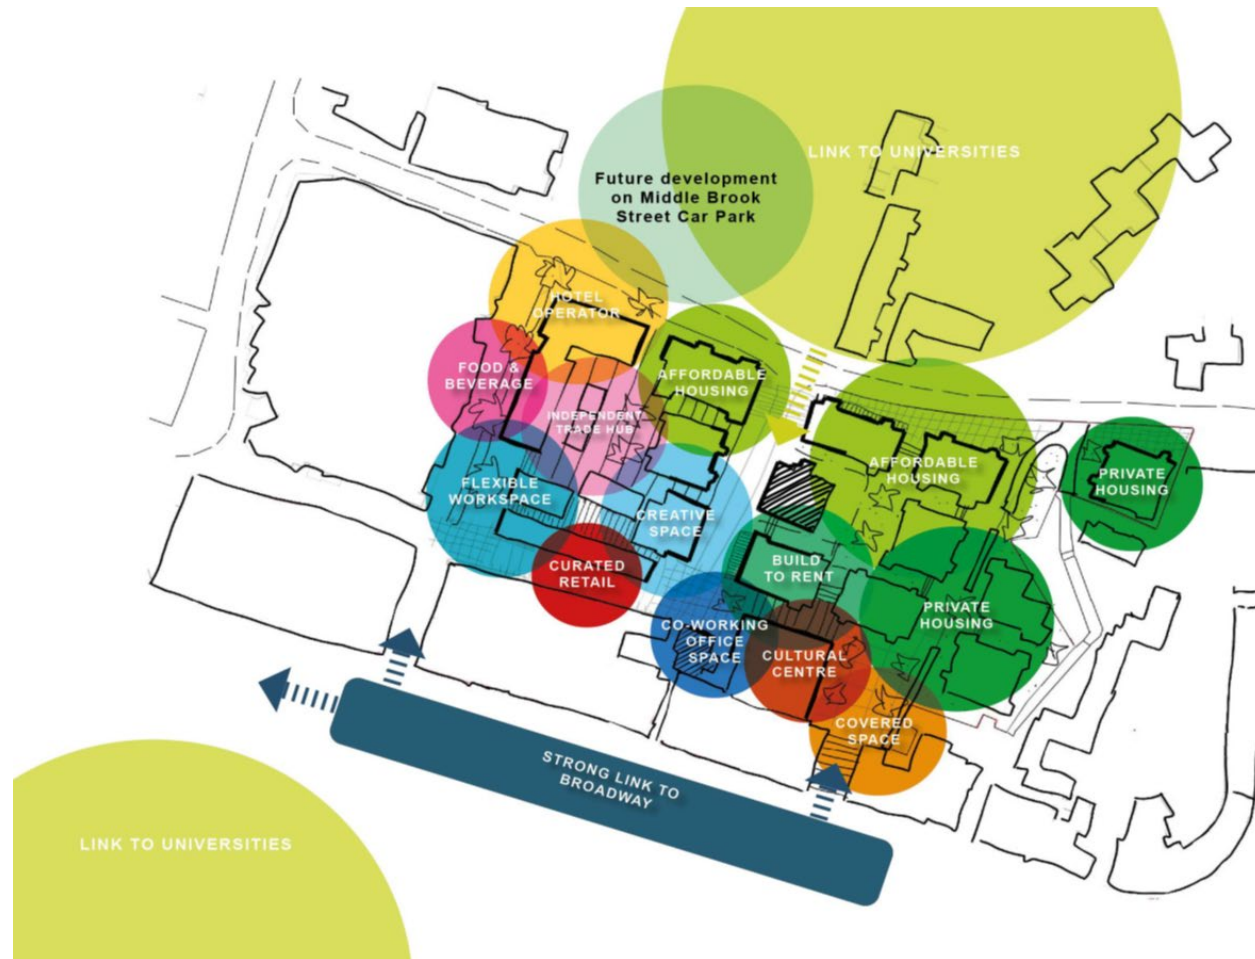 LINK TO UNIVERSITIES
Future development
on Middle Brook
Street Car Park
HOTEL
OPERATOR
FOOD &
BEVERAGE
AFFORDABLE
HOUSING
INDEPENDENT
TRADE HUB
FLEXIBLE
WORKSPACE
CREATIVE
SPACE
AFFORDABLE
HOUSING
PRIVATE
HOUSING
CURATED
RETAIL
BUILD
TO RENT
PRIVATE
HOUSING
CO-WORKING
OFFICE
SPACE
CULTURAL
CENTRE
COVERED
SPACE
STRONG LINK TO
BROADWAY
LINK TO UNIVERSITIES